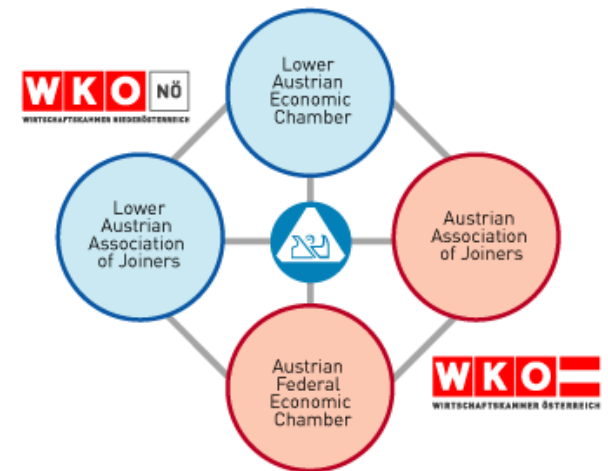 Lower
Austrian
Economic
Chamber
WKO NÖ
WIRTSCHAFTSKAMMER NIEDERÖSTERREICH
Lower
Austrian
Association
of Joiners
Austrian
Association
of Joiners
Austrian
Federal
Economic
Chamber
WKO
WIRTSCHAFTSKAMMER ÖSTERREICH